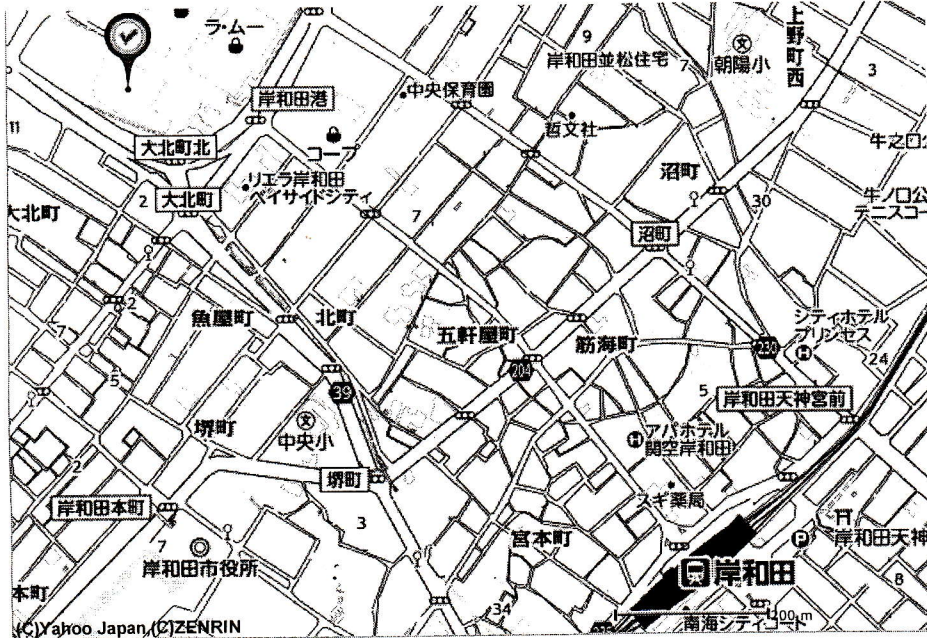 ラ・ムー
9
上野町西
朝陽小
3
岸和田並松住宅
7
岸和田港
中央保育園
11
コープ
哲文社
大北町北
牛之口公
沼町
リエラ岸和田
ベイサイドシティ
2
大北町
牛ノ口公
テニスコー
30
大北町
7
沼町
2
魚屋町
北町
五軒屋町
筋海町
シティホテル
プリンセス
7
204
230
24
5
39
5
岸和田天神宮前
堺町
中央小
アパホテル
関空岸和田
2
堺町
スギ薬局
岸和田本町
3
宮本町
7
岸和田市役所
P
岸和田天神
岸和田
8
本町
34
200 m
南海シティコート
(C)Yahoo Japan,(C)ZENRIN